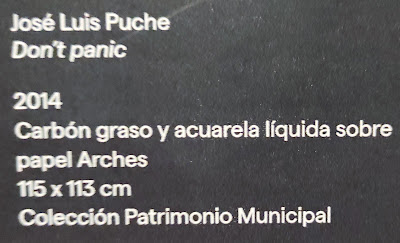 José Luis Puche
Don't panic
2014
Carbón graso y acuarela líquida sobre
papel Arches
115 x 113 cm
Colección Patrimonio Municipal